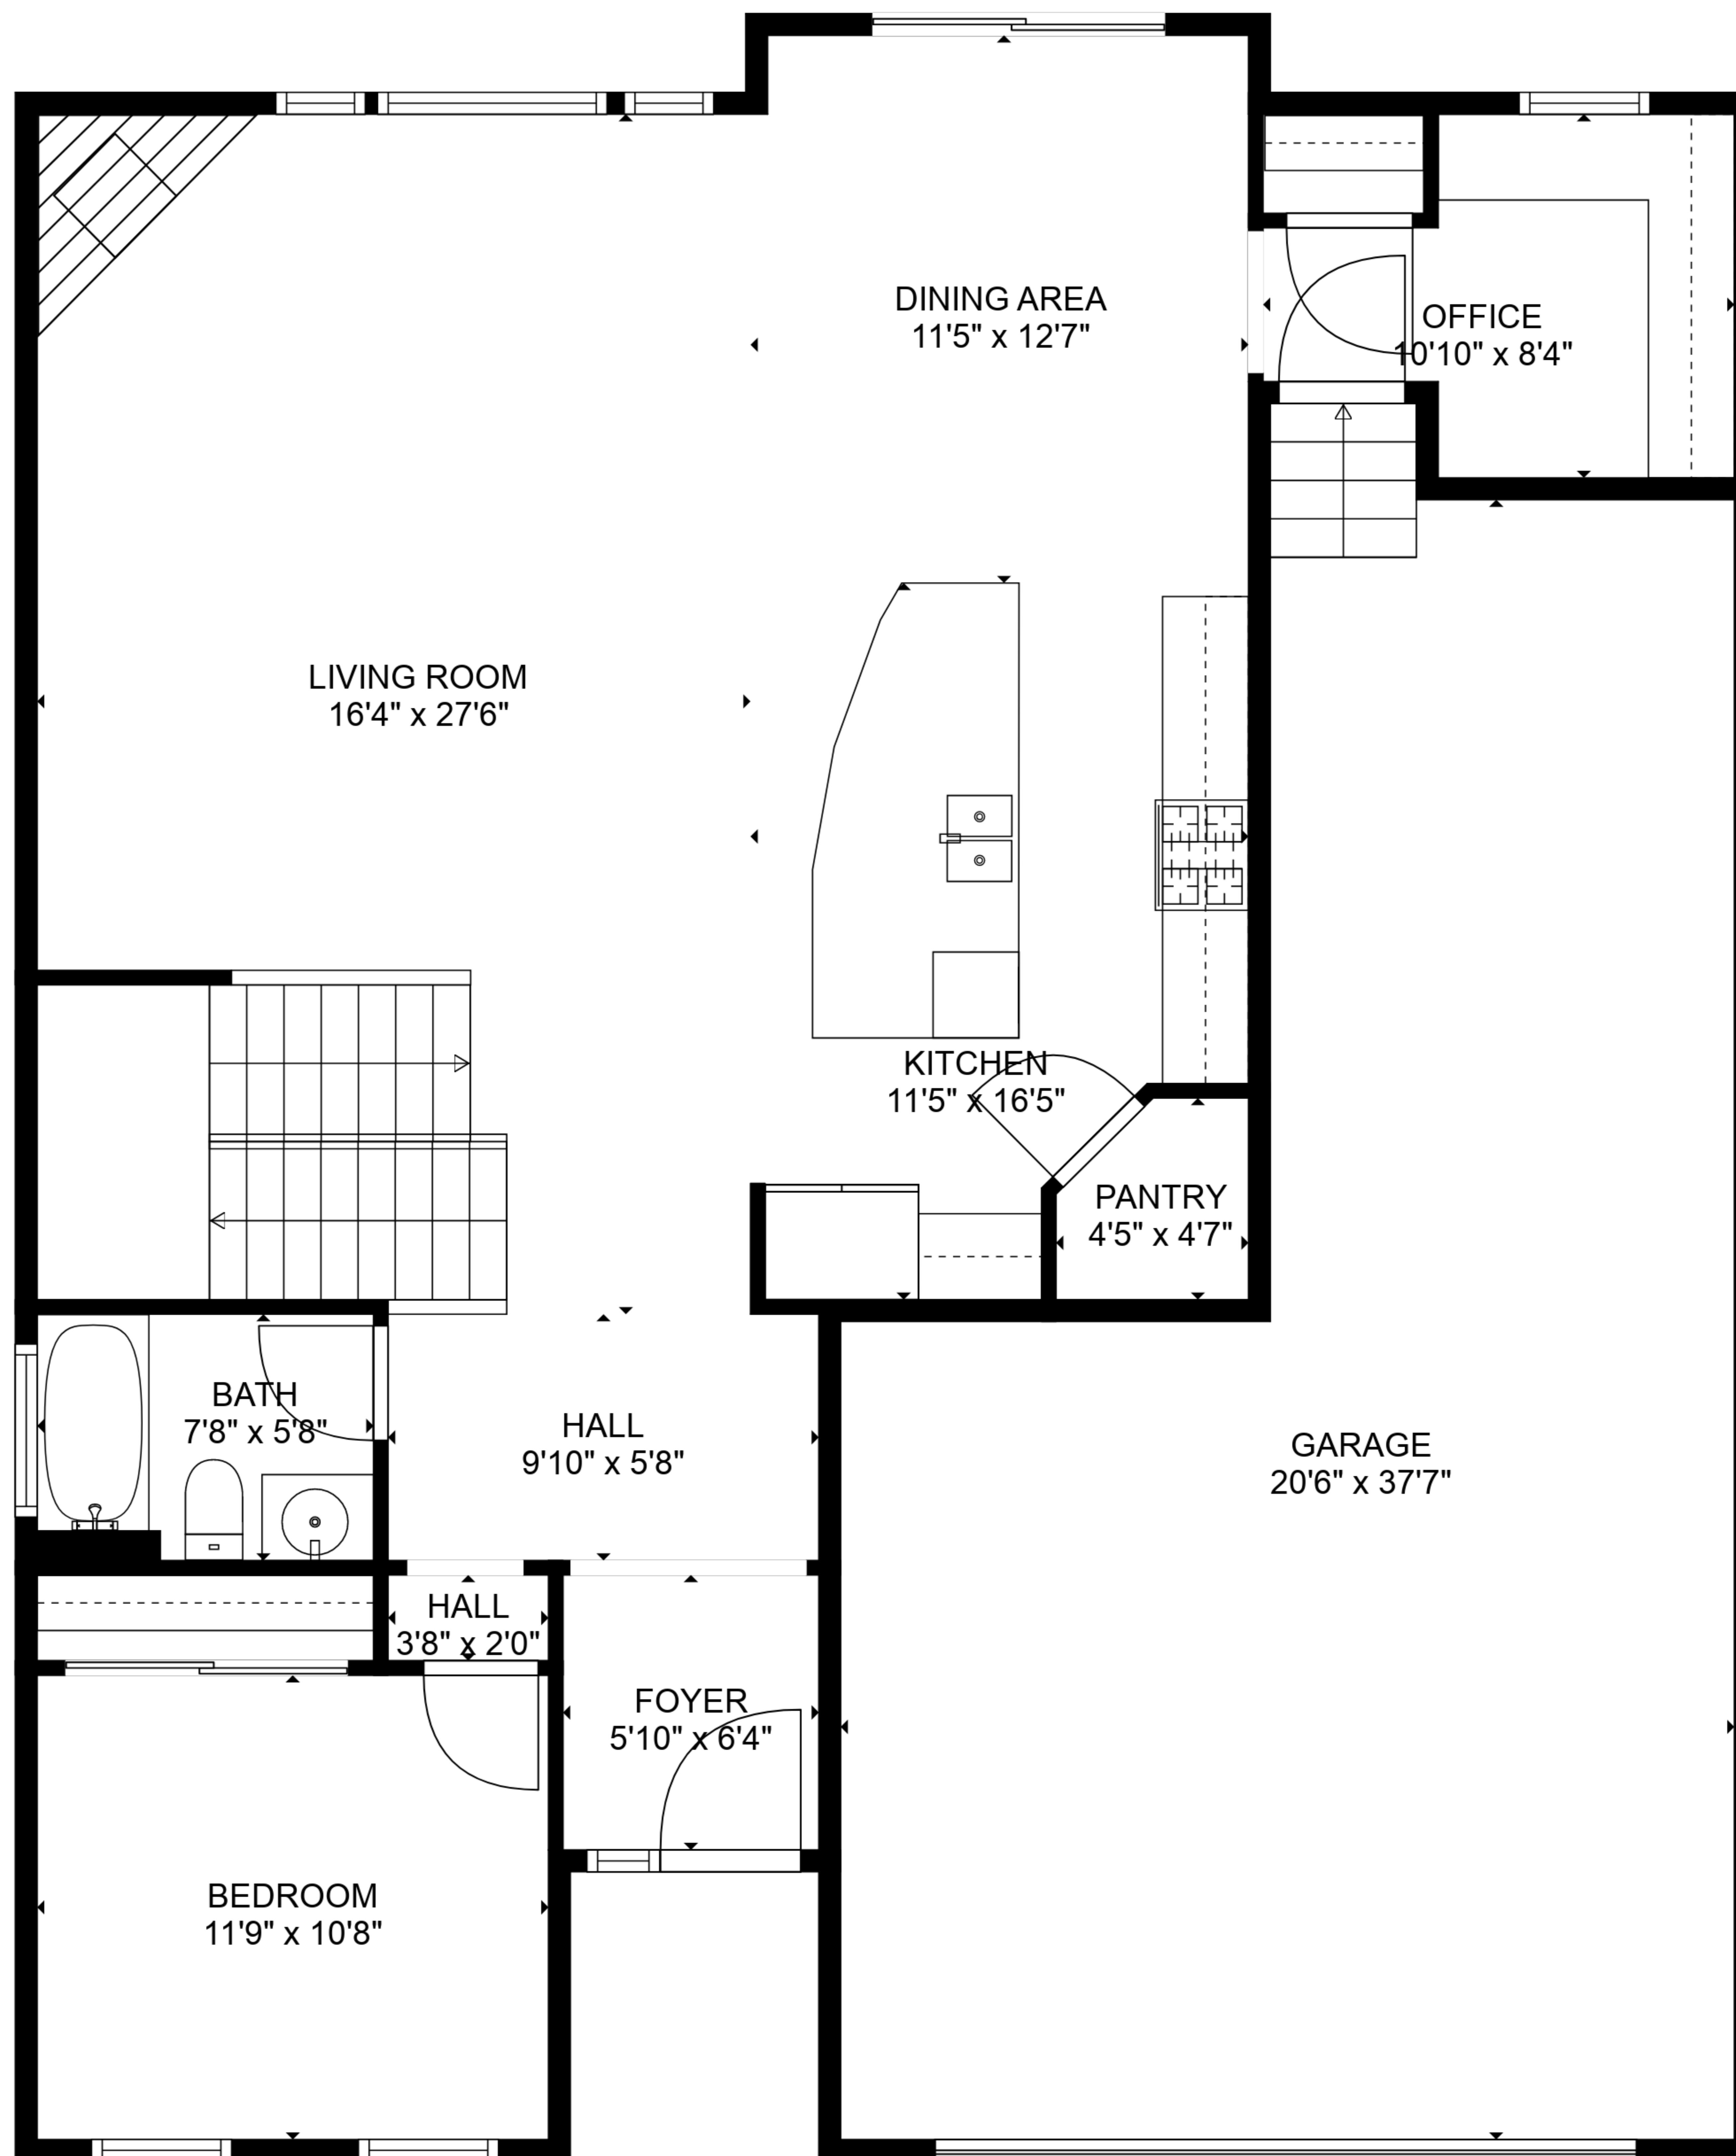 DINING AREA
11'5" x 12'7"
OFFICE
10'10" x 8'4"
LIVING ROOM
16'4" x 27'6"
KITCHEN
11'5" x 16'5"
PANTRY
4'5" x 4'7"
BATH
7'8" x 5'8"
HALL
9'10" x 5'8"
GARAGE
20'6" x 37'7"
HALL
3'8" x 2'0"
FOYER
5'10" x 6'4"
BEDROOM
11'9" x 10'8"